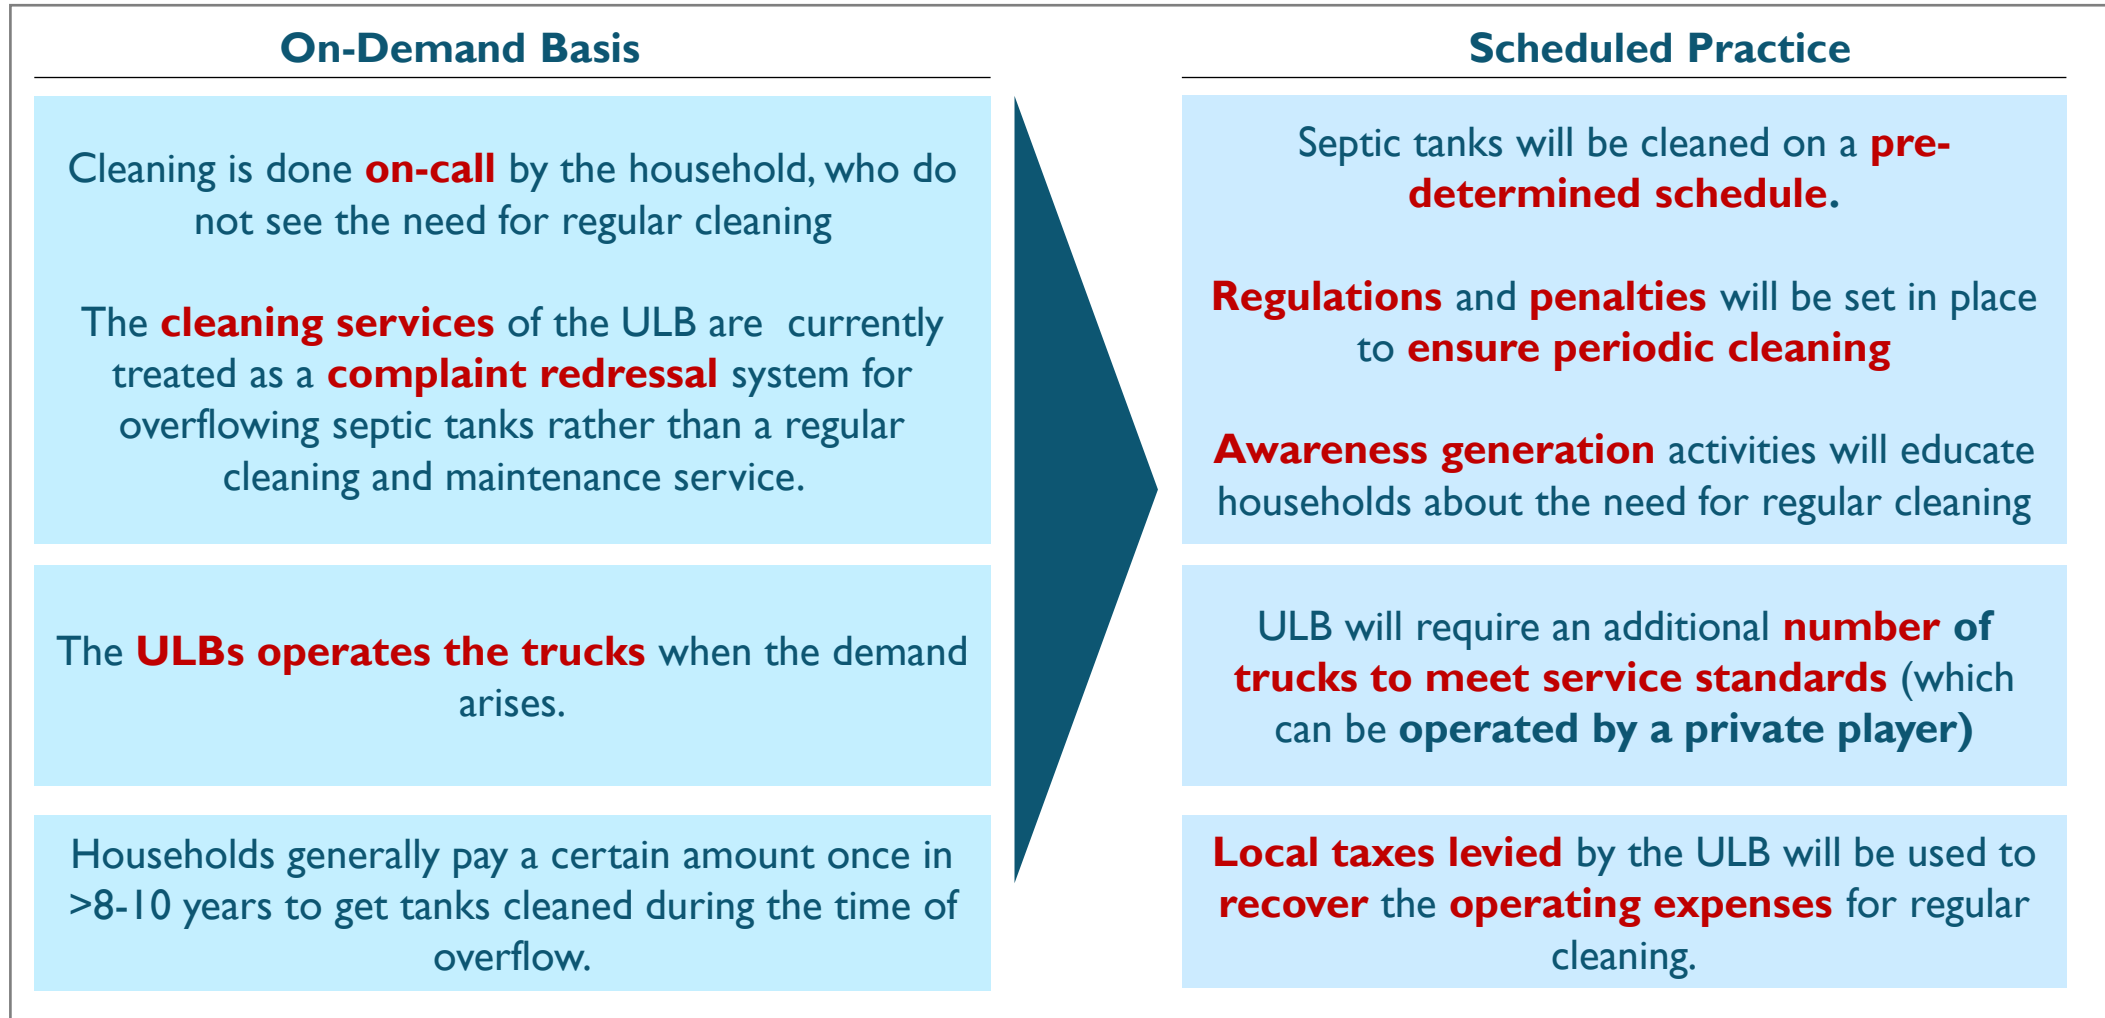 On-Demand Basis
Cleaning is done on-call by the household, who do
not see the need for regular cleaning
The cleaning services of the ULB are currently
treated as a complaint redressal system for
overflowing septic tanks rather than a regular
cleaning and maintenance service.
The ULBs operates the trucks when the demand
arises.
Households generally pay a certain amount once in
>8-10 years to get tanks cleaned during the time of
overflow.
Scheduled Practice
Septic tanks will be cleaned on a pre-
determined schedule.
Regulations and penalties will be set in place
to ensure periodic cleaning
Awareness generation activities will educate
households about the need for regular cleaning
ULB will require an additional number of
trucks to meet service standards (which
can be operated by a private player)
Local taxes levied by the ULB will be used to
recover the operating expenses for regular
cleaning.